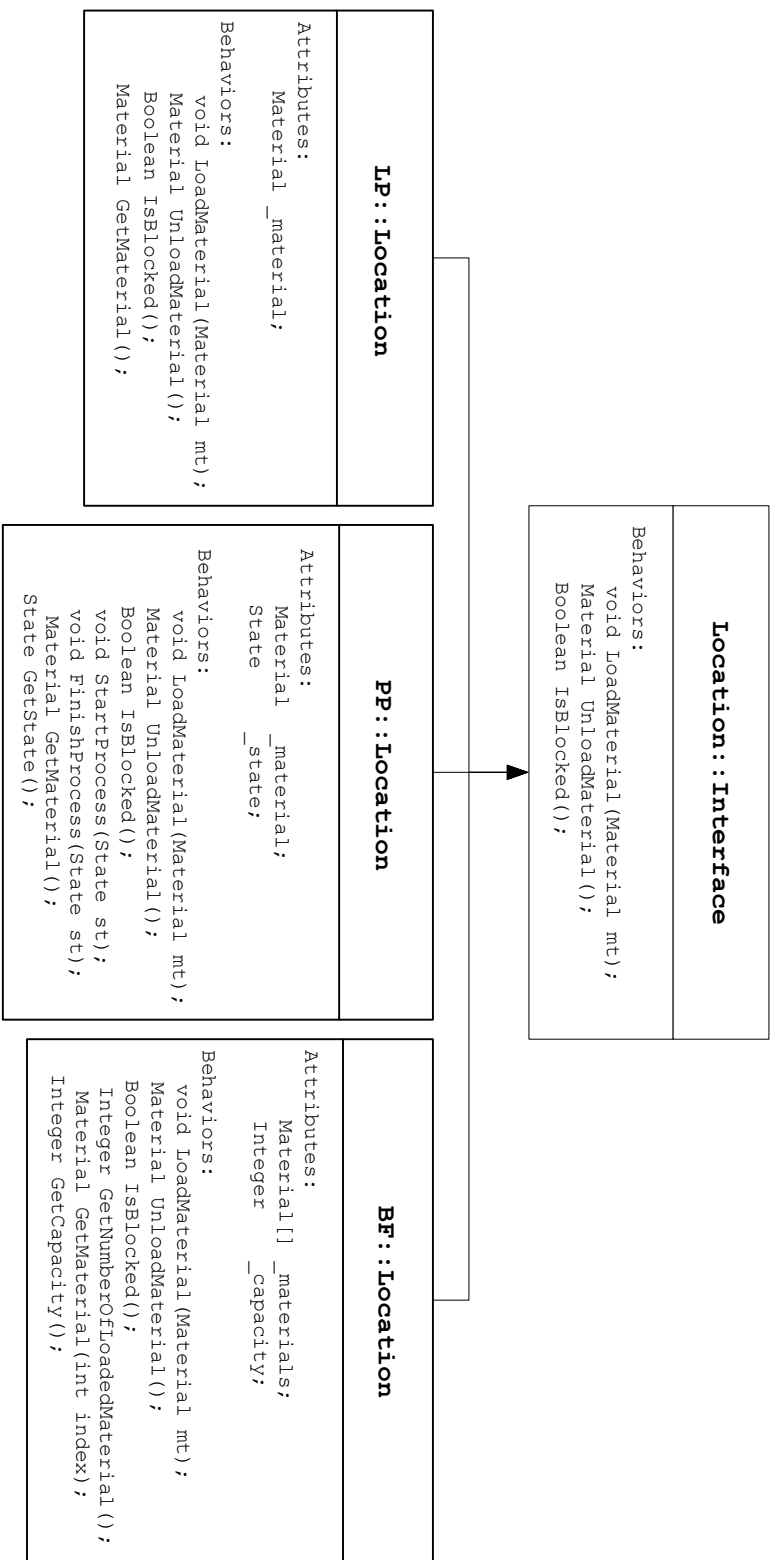 Location::Interface
Behaviors:
void LoadMaterial(Material mt);
Material UnloadMaterial();
Boolean IsBlocked();
LP::Location
Attributes:
Material _material;
Behaviors:
void LoadMaterial(Material mt);
Material UnloadMaterial();
Boolean IsBlocked();
Material GetMaterial();
PP::Location
Attributes:
Material _material;
State _state;
Behaviors:
void LoadMaterial(Material mt);
Material UnloadMaterial();
Boolean IsBlocked();
void StartProcess(State st);
void FinishProcess(State st);
Material GetMaterial();
State GetState();
BF::Location
Attributes:
Material[] _materials;
Integer _capacity;
Behaviors:
void LoadMaterial(Material mt);
Material UnloadMaterial();
Boolean IsBlocked();
Integer GetNumberOfLoadedMaterial();
Material GetMaterial(int index);
Integer GetCapacity();